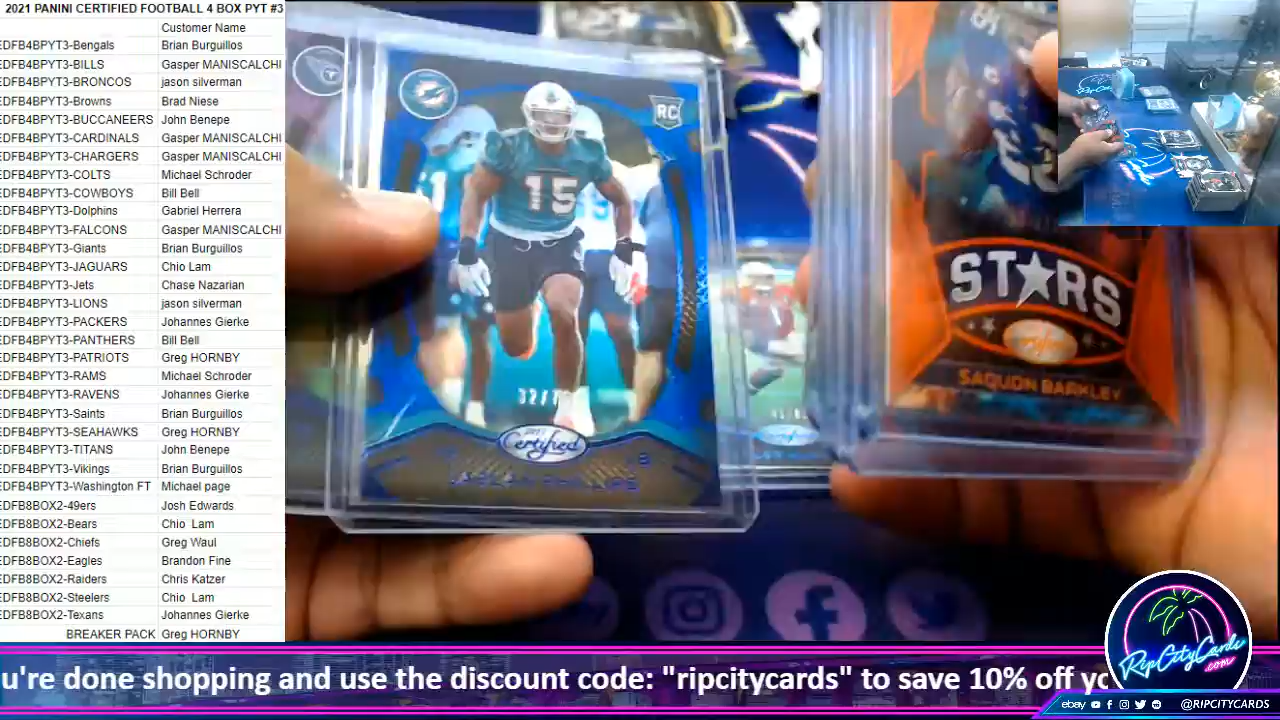 2021 PANINI CERTIFIED FOOTBALL 4 BOX PYT #3
Customer Name
EDFB4BPYT3-Bengals Brian Burguillos
EDFB4BPYT3-BILLS Gasper MANISCALCHI
EDFB4BPYT3-BRONCOS jason silverman
EDFB4BPYT3-Browns Brad Niese
EDFB4BPYT3-BUCCANEERS John Benepe
EDFB4BPYT3-CARDINALS Gasper MANISCALCHI
EDFB4BPYT3-CHARGERS Gasper MANISCALCHI
EDFB4BPYT3-COLTS Michael Schroder
EDFB4BPYT3-COWBOYS Bill Bell
EDFB4BPYT3-Dolphins Gabriel Herrera
EDFB4BPYT3-FALCONS Gasper MANISCALCHI
EDFB4BPYT3-Giants Brian Burguillos
EDFB4BPYT3-JAGUARS Chio Lam
EDFB4BPYT3-Jets Chase Nazarian
EDFB4BPYT3-LIONS jason silverman
EDFB4BPYT3-PACKERS Johannes Gierke
EDFB4BPYT3-PANTHERS Bill Bell
EDFB4BPYT3-PATRIOTS Greg HORNBY
EDFB4BPYT3-RAMS Michael Schroder
EDFB4BPYT3-RAVENS Johannes Gierke
EDFB4BPYT3-Saints Brian Burguillos
EDFB4BPYT3-SEAHAWKS Greg HORNBY
EDFB4BPYT3-TITANS John Benepe
EDFB4BPYT3-Vikings Brian Burguillos
EDFB4BPYT3-Washington FT Michael page
EDFB8BOX2-49ers Josh Edwards
EDFB8BOX2-Bears Chio Lam
EDFB8BOX2-Chiefs Greg Waul
EDFB8BOX2-Eagles Brandon Fine
EDFB8BOX2-Raiders Chris Katzer
EDFB8BOX2-Steelers Chio Lam
EDFB8BOX2-Texans Johannes Gierke
BREAKER PACK Greg HORNBY
RC
15
Certified
STARS
Certified
SAQUON BARKLEY
u're done shopping and use the discount code: "ripcitycards" to save 10% off yo
RipCityCards
.com
ebay @RIPCITYCARDS